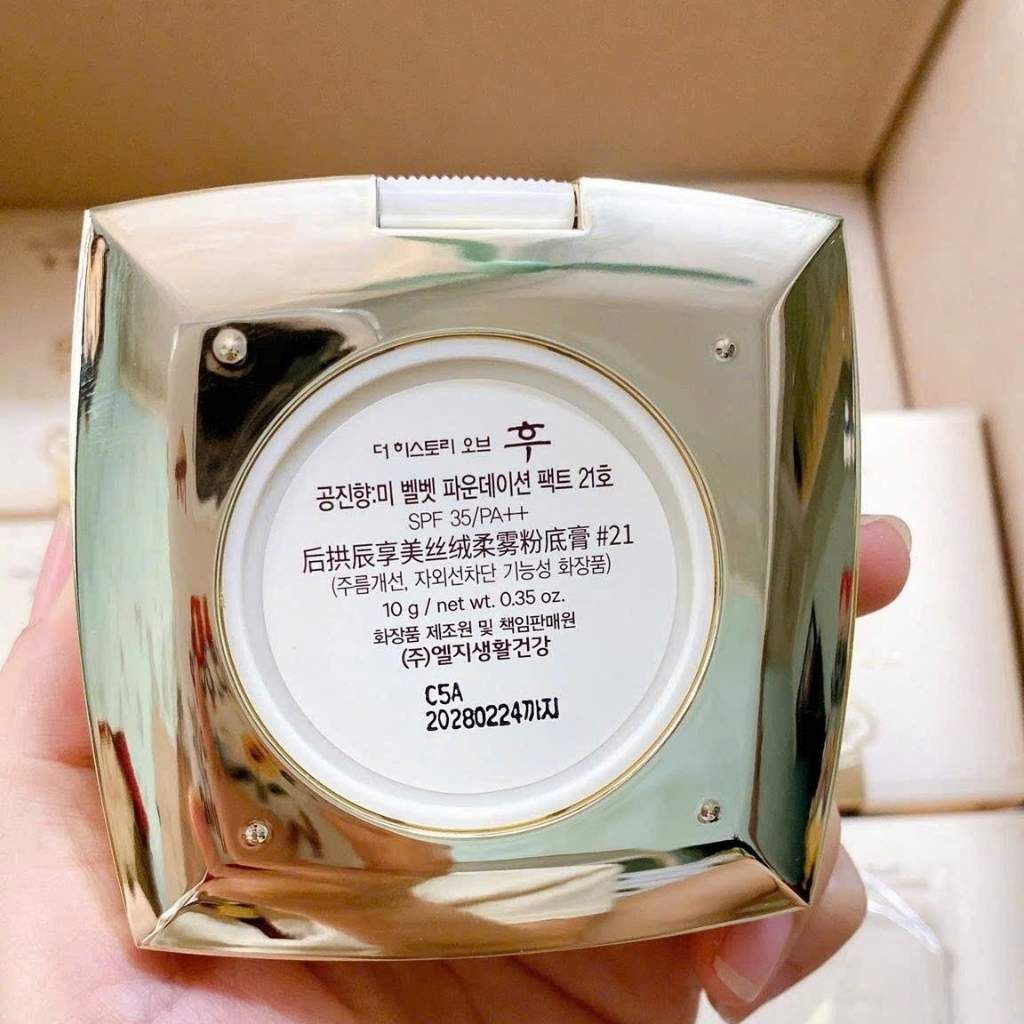 더 히스토리 오브 후
공진향:미 벨벳 파운데이션 팩트 21호
SPF 35/PA++
后拱辰享美丝绒柔雾粉底膏 #21
(주름개선, 자외선차단 기능성 화장품)
10 g / net wt. 0.35 oz.
화장품 제조원 및 책임판매원
(주)엘지생활건강
C5A
20280224까지